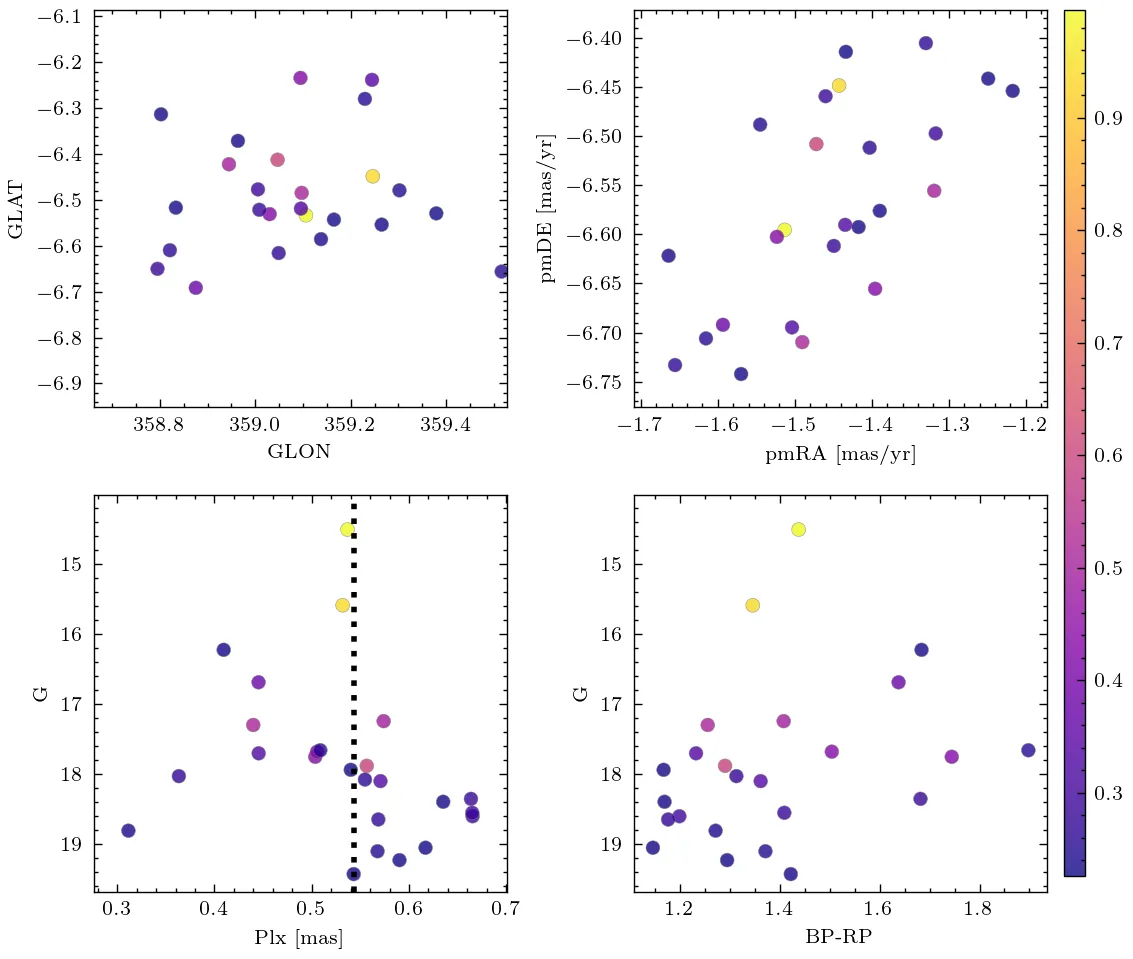 −6.1
−6.2
−6.3
−6.4
−6.5
−6.6
−6.7
−6.8
−6.9
GLAT
358.8 359.0 359.2 359.4
GLON
−6.40
−6.45
−6.50
−6.55
−6.60
−6.65
−6.70
−6.75
pmDE [mas/yr]
−1.7 −1.6 −1.5 −1.4 −1.3 −1.2
pmRA [mas/yr]
15
16
17
18
19
G
0.3 0.4 0.5 0.6 0.7
Plx [mas]
15
16
17
18
19
G
1.2 1.4 1.6 1.8
BP-RP
0.9
0.8
0.7
0.6
0.5
0.4
0.3